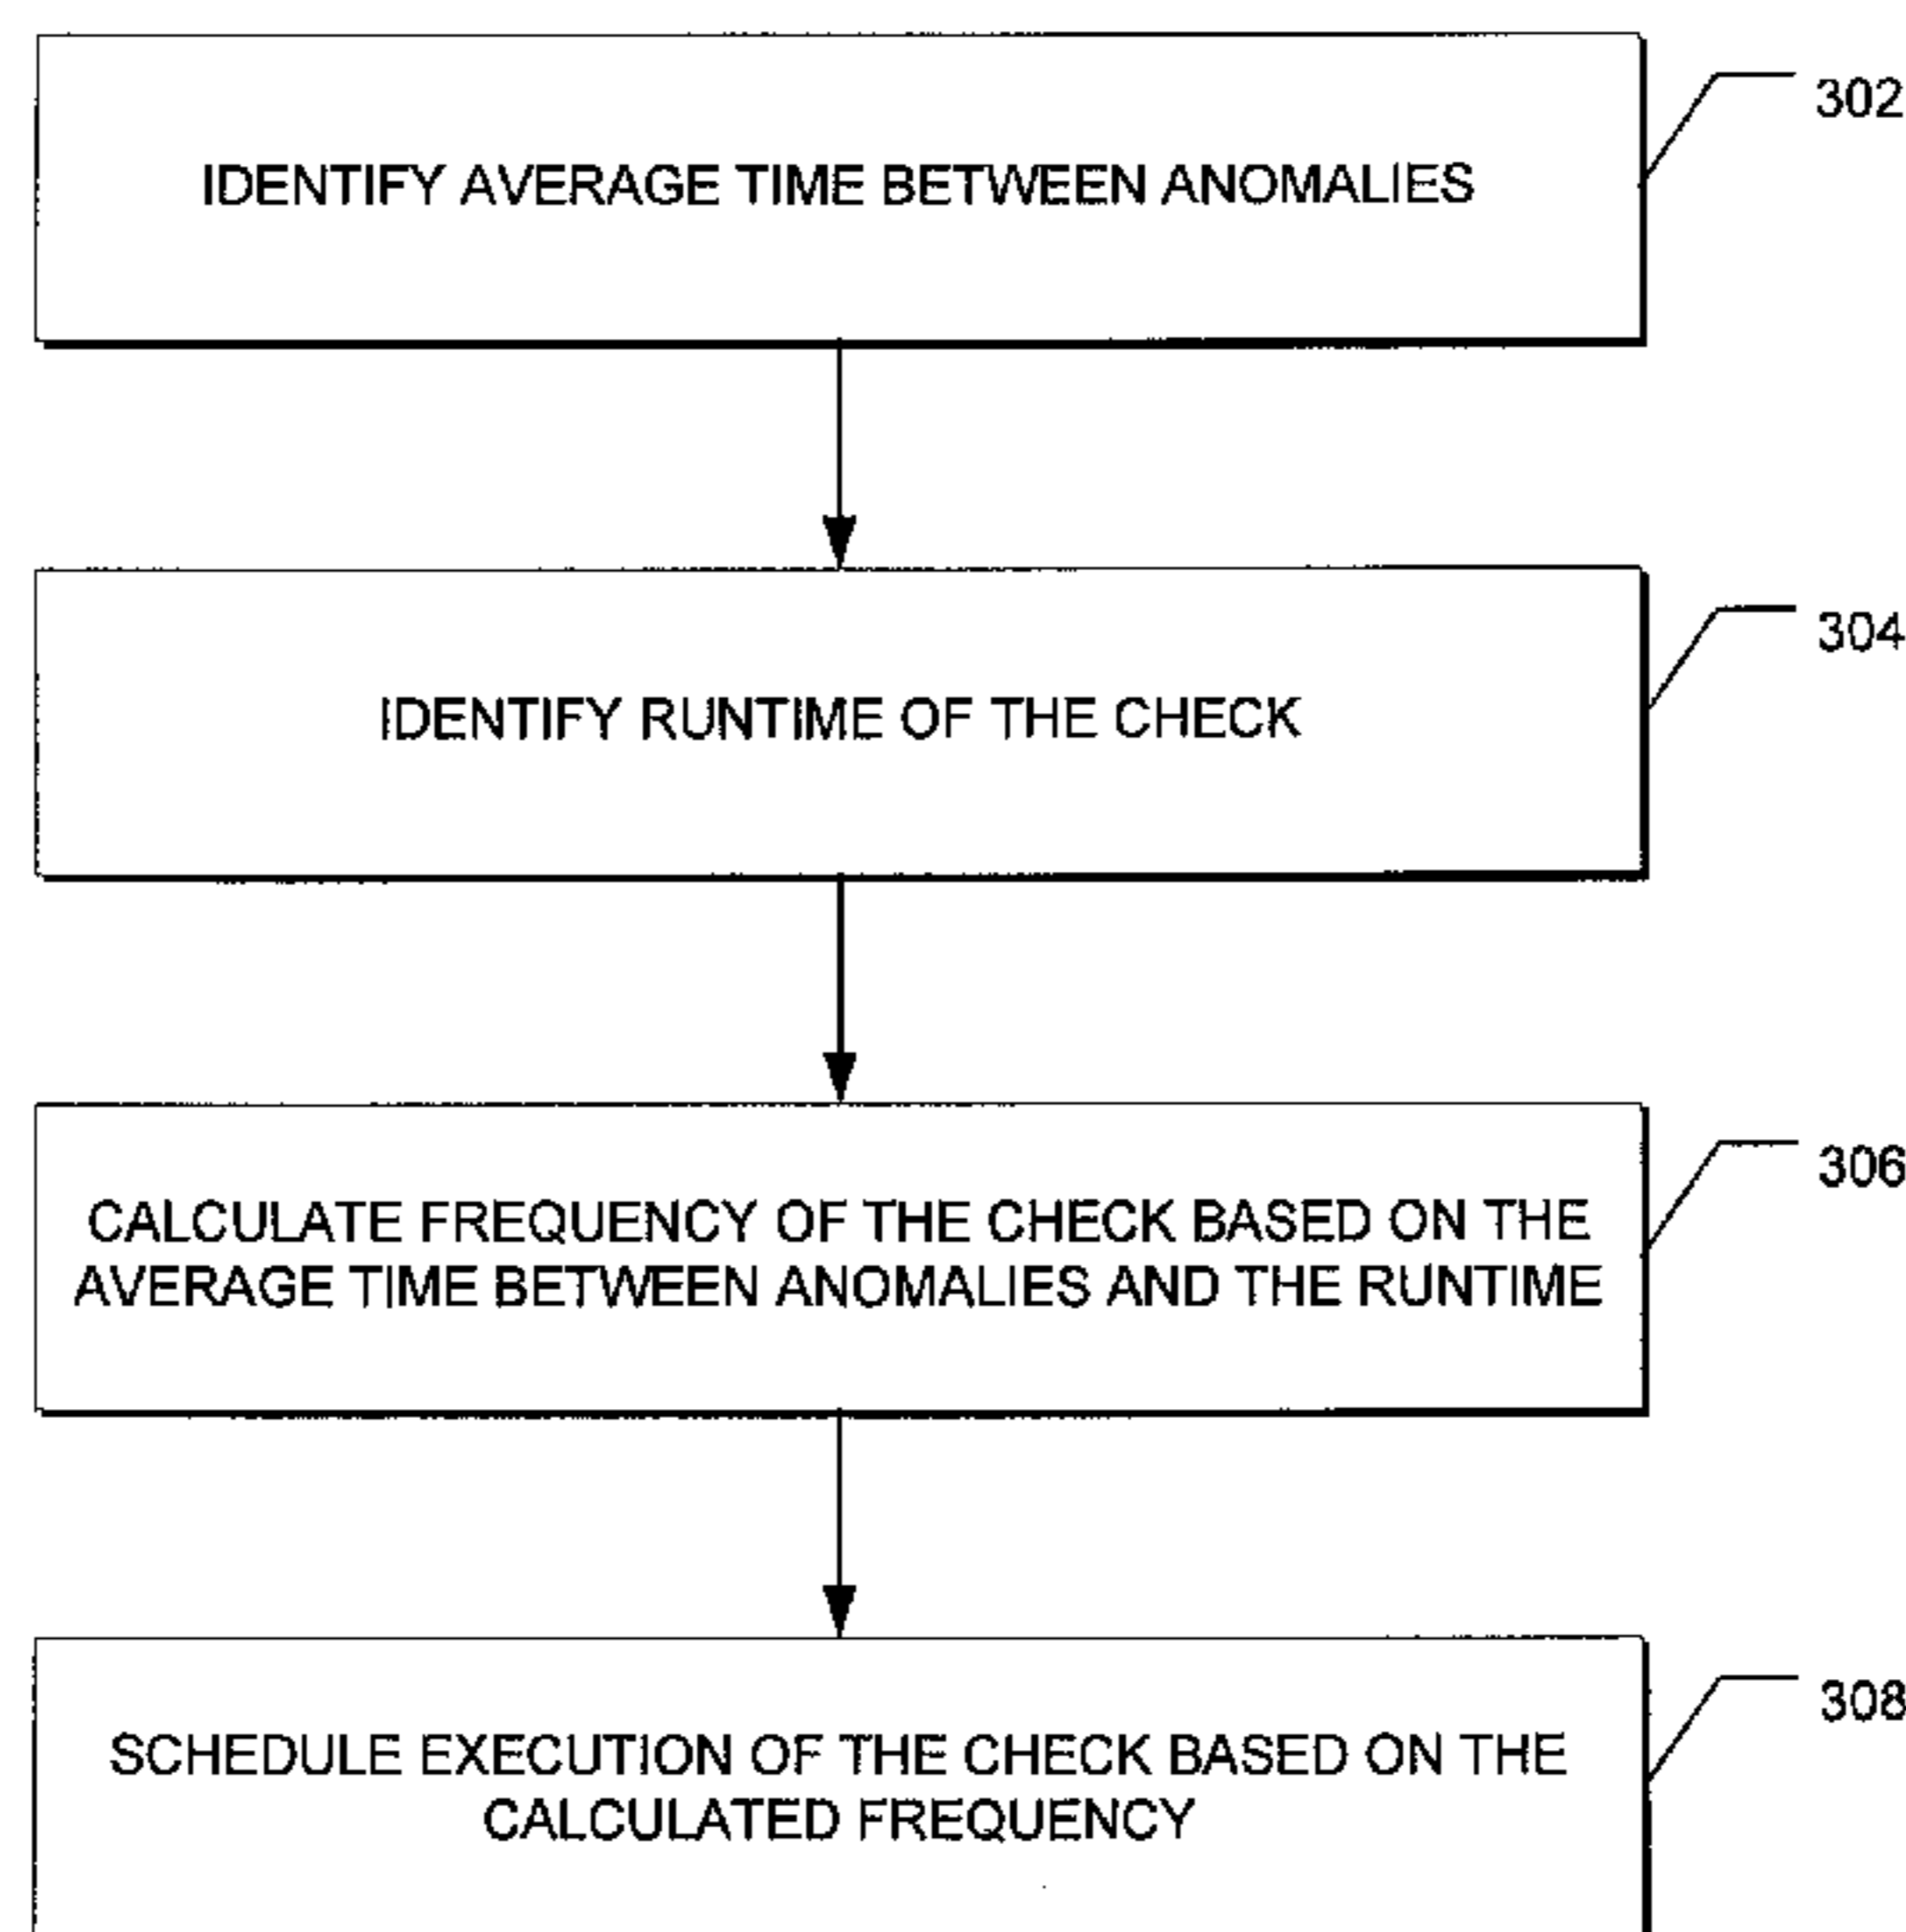 302
IDENTIFY AVERAGE TIME BETWEEN ANOMALIES
304
IDENTIFY RUNTIME OF THE CHECK
306
CALCULATE FREQUENCY OF THE CHECK BASED ON THE
AVERAGE TIME BETWEEN ANOMALIES AND THE RUNTIME
308
SCHEDULE EXECUTION OF THE CHECK BASED ON THE
CALCULATED FREQUENCY